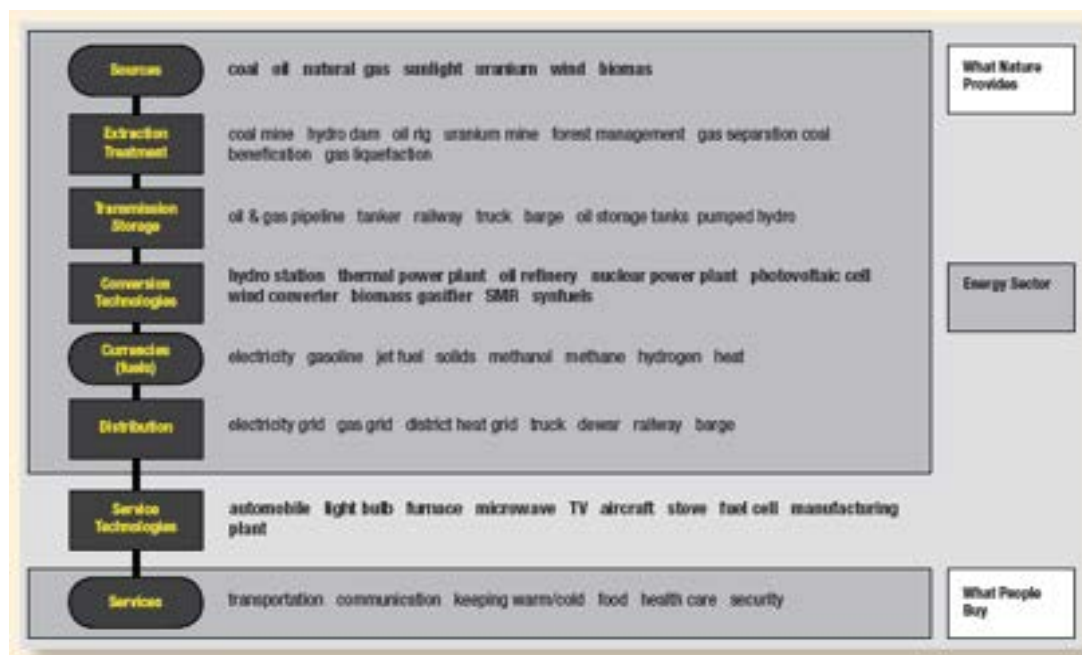 Sources
coal oil natural gas sunlight uranium wind biomas
What Nature
Provides
Extraction
Treatment
coal mine hydro dam oil rig uranium mine forest management gas separation coal
benefication gas liquefaction
Transmission
Storage
oil & gas pipeline tanker railway truck barge oil storage tanks pumped hydro
Conversion
Technologies
hydro station thermal power plant oil refinery nuclear power plant photovoltaic cell
wind converter biomass gasifier SMR synfuels
Energy Sector
Currencies
(fuels)
electricity gasoline jet fuel solids methanol methane hydrogen heat
Distribution
electricity grid gas grid district heat grid truck dewar railway barge
Service
Technologies
automobile light bulb furnace microwave TV aircraft stove fuel cell manufacturing
plant
Services
transportation communication keeping warm/cold food health care security
What People
Buy